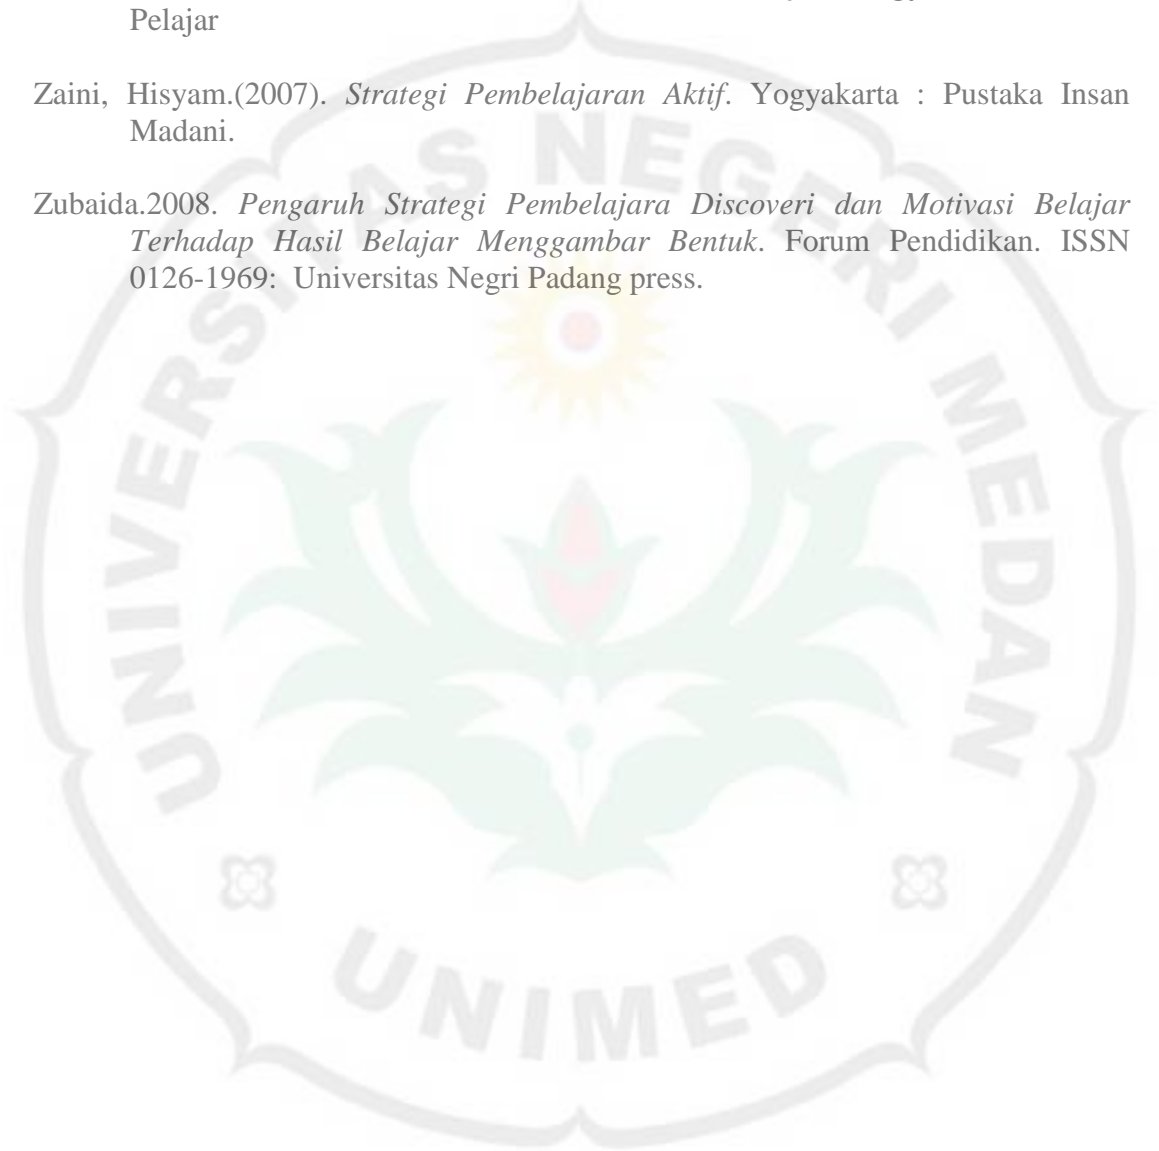 Pelajar
Zaini, Hisyam.(2007). Strategi Pembelajaran Aktif. Yogyakarta : Pustaka Insan
Madani.
Zubaida.2008. Pengaruh Strategi Pembelajara Discoveri dan Motivasi Belajar
Terhadap Hasil Belajar Menggambar Bentuk. Forum Pendidikan. ISSN
0126-1969: Universitas Negri Padang press.
UNIVERSITAS NEGERI MEDAN
UNIMED